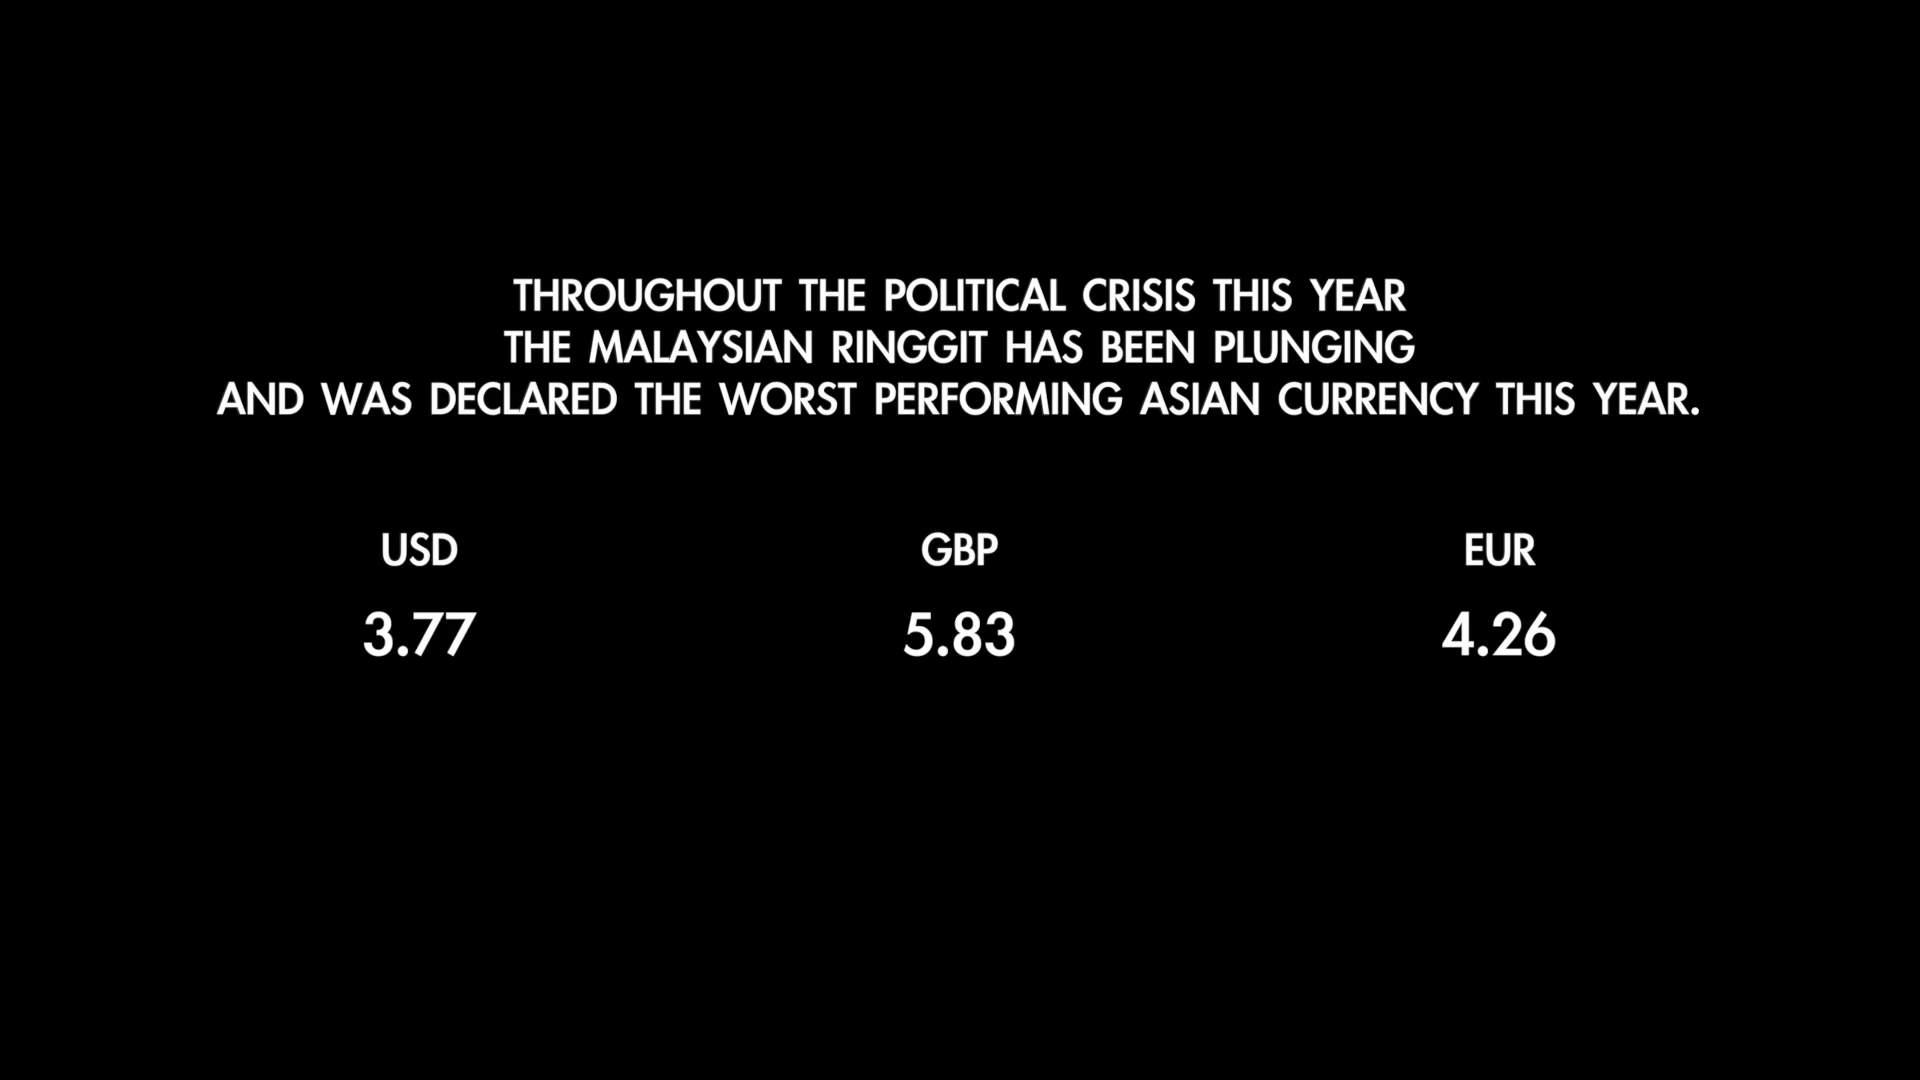 THROUGHOUT THE POLITICAL CRISIS THIS YEAR
THE MALAYSIAN RINGGIT HAS BEEN PLUNGING
AND WAS DECLARED THE WORST PERFORMING ASIAN CURRENCY THIS YEAR.
USD GBP EUR
3.77 5.83 4.26